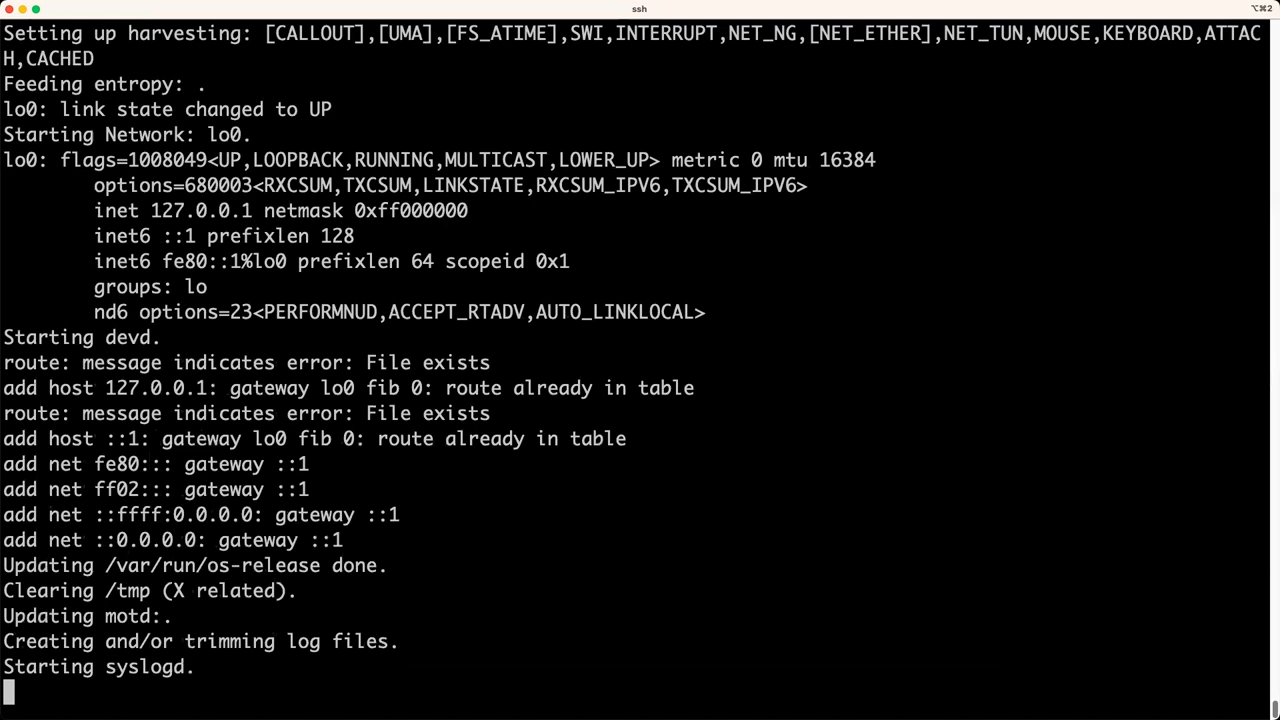 ssh
⌥⌘2
Setting up harvesting: [CALLOUT],[UMA],[FS_ATIME],SWI,INTERRUPT,NET_NG,[NET_ETHER],NET_TUN,MOUSE,KEYBOARD,ATTAC
H,CACHED
Feeding entropy: .
lo0: link state changed to UP
Starting Network: lo0.
lo0: flags=1008049<UP,LOOPBACK,RUNNING,MULTICAST,LOWER_UP> metric 0 mtu 16384
        options=680003<RXCSUM,TXCSUM,LINKSTATE,RXCSUM_IPV6,TXCSUM_IPV6>
        inet 127.0.0.1 netmask 0xff000000
        inet6 ::1 prefixlen 128
        inet6 fe80::1%lo0 prefixlen 64 scopeid 0x1
        groups: lo
        nd6 options=23<PERFORMNUD,ACCEPT_RTADV,AUTO_LINKLOCAL>
Starting devd.
route: message indicates error: File exists
add host 127.0.0.1: gateway lo0 fib 0: route already in table
route: message indicates error: File exists
add host ::1: gateway lo0 fib 0: route already in table
add net fe80::: gateway ::1
add net ff02::: gateway ::1
add net ::ffff:0.0.0.0: gateway ::1
add net ::0.0.0.0: gateway ::1
Updating /var/run/os-release done.
Clearing /tmp (X related).
Updating motd:.
Creating and/or trimming log files.
Starting syslogd.